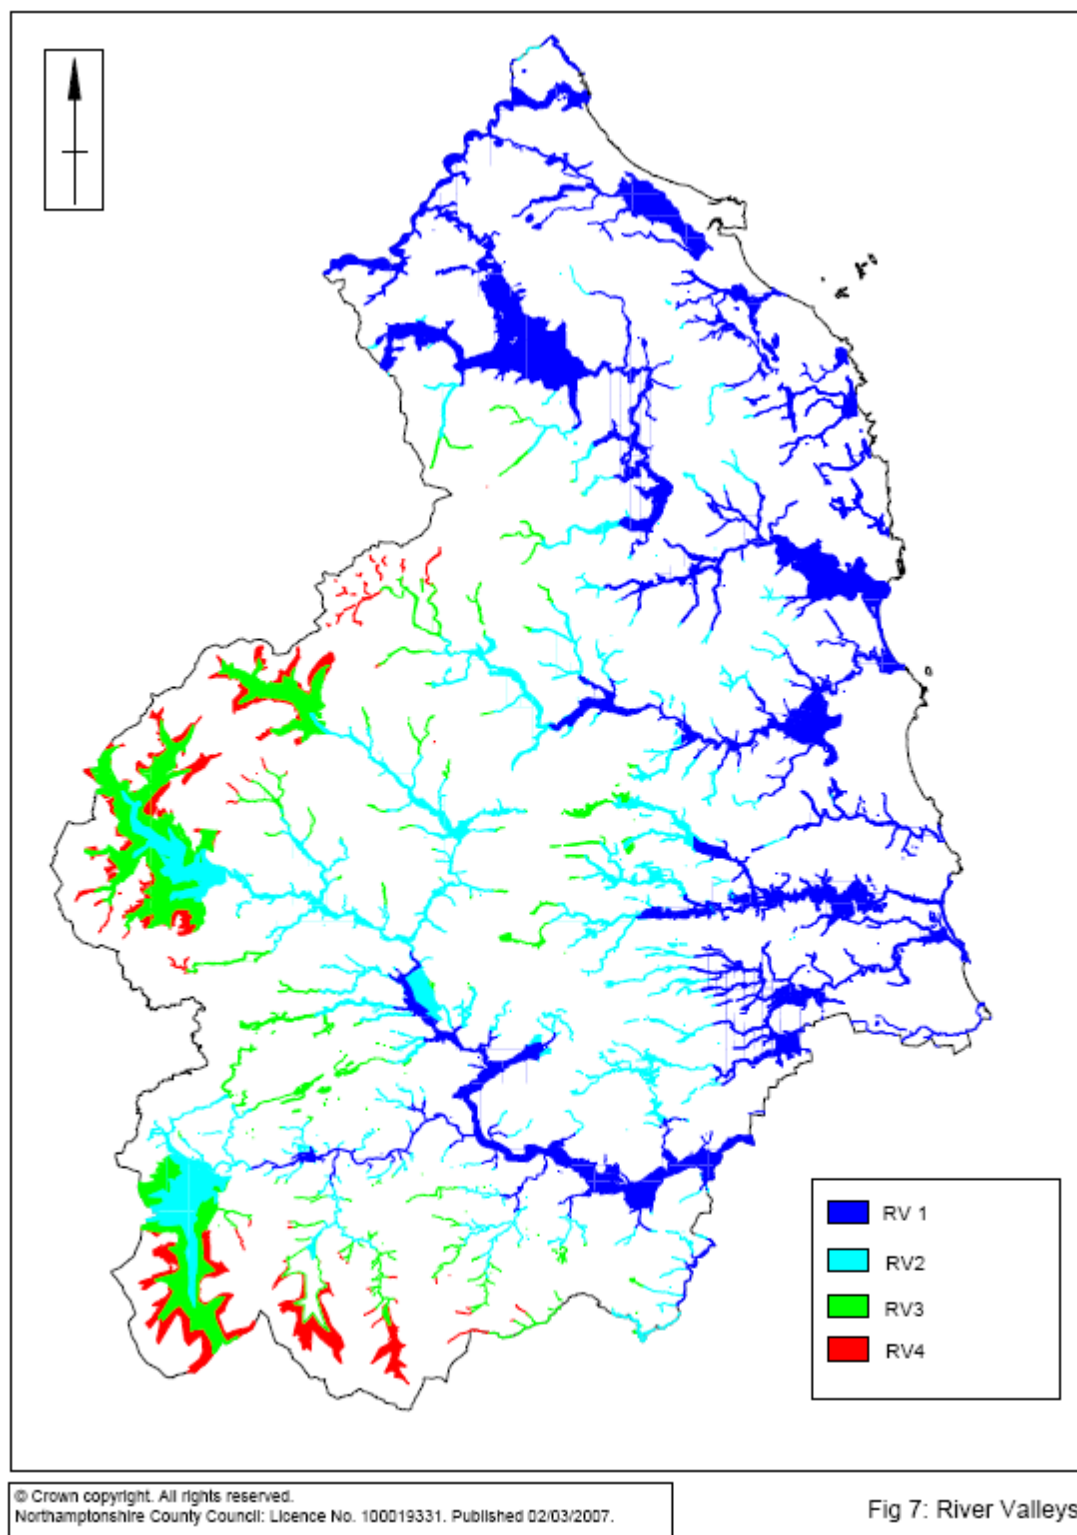 RV 1
RV2
RV3
RV4
© Crown copyright. All rights reserved.
Northamptonshire County Council: Licence No. 100019331. Published 02/03/2007.
Fig 7: River Valleys